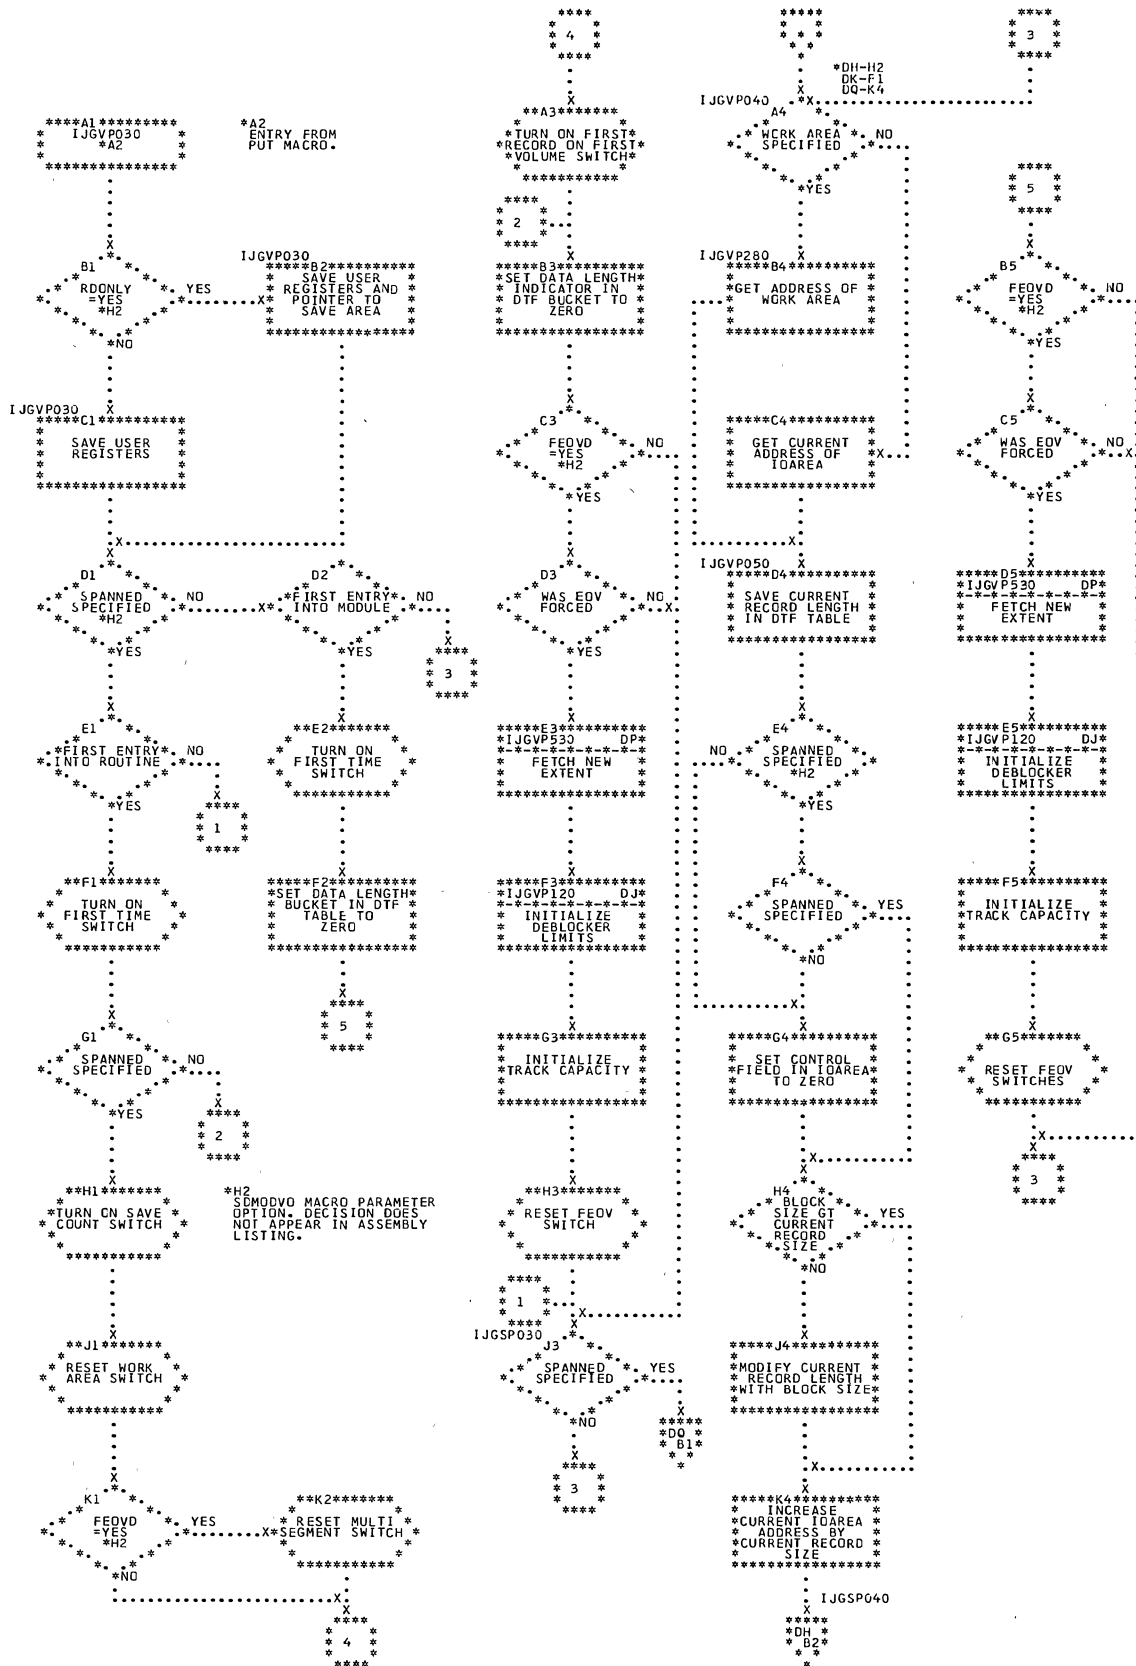 A1
IJGVP030
*A2
*A2
ENTRY FROM
PUT MACRO.
B1
RDONLY
=YES
*H2
YES
*NO
IJGVP030
B2
SAVE USER
REGISTERS AND
POINTER TO
SAVE AREA
IJGVP030
C1
SAVE USER
REGISTERS
D1
SPANNED
SPECIFIED
*H2
NO
*YES
D2
*FIRST ENTRY
INTO MODULE
NO
*YES
3
E1
*FIRST ENTRY
INTO ROUTINE
NO
*YES
1
E2
TURN ON
FIRST TIME
SWITCH
F1
TURN ON
FIRST TIME
SWITCH
F2
*SET DATA LENGTH*
BUCKET IN DTF
TABLE TO
ZERO
5
G1
SPANNED
SPECIFIED
NO
*YES
2
H1
*TURN ON SAVE
COUNT SWITCH
*H2
SDMODVO MACRO PARAMETER
OPTION. DECISION DOES
NOT APPEAR IN ASSEMBLY
LISTING.
J1
RESET WORK
AREA SWITCH
K1
FEOVD
=YES
*H2
YES
*NO
K2
RESET MULTI
SEGMENT SWITCH
4
4
A3
*TURN ON FIRST*
*RECORD ON FIRST*
*VOLUME SWITCH*
2
B3
*SET DATA LENGTH*
INDICATOR IN
DTF BUCKET TO
ZERO
C3
FEOVD
=YES
*H2
NO
*YES
D3
WAS EOV
FORCED
NO
*YES
E3
*IJGVP530 DP*
FETCH NEW
EXTENT
F3
*IJGVP120 DJ*
INITIALIZE
DEBLOCKER
LIMITS
G3
INITIALIZE
TRACK CAPACITY
H3
RESET FEOV
SWITCH
1
IJGSP030
J3
SPANNED
SPECIFIED
YES
*NO
*DQ
* B1*
3
*DH-H2
DK-F1
DQ-K4
IJGVP040
A4
WORK AREA
SPECIFIED
NO
*YES
IJGVP280
B4
*GET ADDRESS OF
WORK AREA
C4
GET CURRENT
ADDRESS OF
IOAREA
IJGVP050
D4
SAVE CURRENT
RECORD LENGTH
IN DTF TABLE
E4
NO
SPANNED
SPECIFIED
*H2
*YES
F4
SPANNED
SPECIFIED
YES
*NO
G4
SET CONTROL
*FIELD IN IOAREA
TO ZERO
H4
BLOCK
SIZE GT
CURRENT
RECORD
SIZE
YES
*NO
J4
*MODIFY CURRENT
RECORD LENGTH
*WITH BLOCK SIZE*
K4
INCREASE
*CURRENT IOAREA
ADDRESS BY
*CURRENT RECORD
SIZE
IJGSP040
*DH
B2*
3
5
B5
FEOVD
=YES
*H2
NO
*YES
C5
WAS EOV
FORCED
NO
*YES
D5
*IJGVP530 DP*
FETCH NEW
EXTENT
E5
*IJGVP120 DJ*
INITIALIZE
DEBLOCKER
LIMITS
F5
INITIALIZE
*TRACK CAPACITY
G5
RESET FEOV
SWITCHES
3